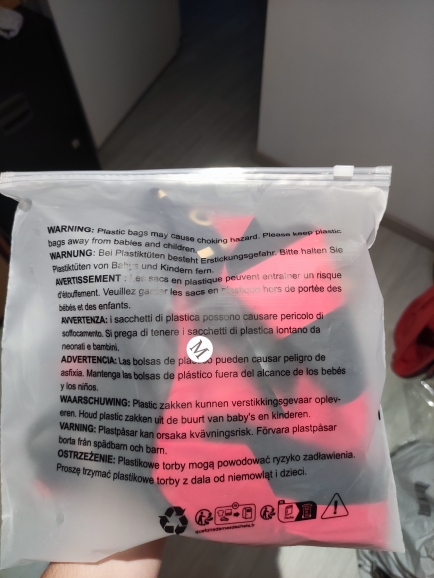 WARNING: Plastic bags may cause choking hazard. Please keep plastic
bags away from babies and children.
WARNUNG: Bei Plastiktüten besteht Erstickungsgefahr. Bitte halten Sie
Plastiktüten von Babys und Kindern fern.
AVERTISSEMENT : Les sacs en plastique peuvent entraîner un risque
d'étouffement. Veuillez garder les sacs en plastique hors de portée des
bébés et des enfants.
AVVERTENZA: i sacchetti di plastica possono causare pericolo di
soffocamento. Si prega di tenere i sacchetti di plastica lontano da
neonati e bambini.
M
ADVERTENCIA: Las bolsas de plástico pueden causar peligro de
asfixia. Mantenga las bolsas de plástico fuera del alcance de los bebés
y los niños.
WAARSCHUWING: Plastic zakken kunnen verstikkingsgevaar oplev-
eren. Houd plastic zakken uit de buurt van baby's en kinderen.
VARNING: Plastpåsar kan orsaka kvävningsrisk. Förvara plastpåsar
borta från spädbarn och barn.
OSTRZEŻENIE: Plastikowe torby mogą powodować ryzyko zadławienia.
Proszę trzymać plastikowe torby z dala od niemowląt i dzieci.